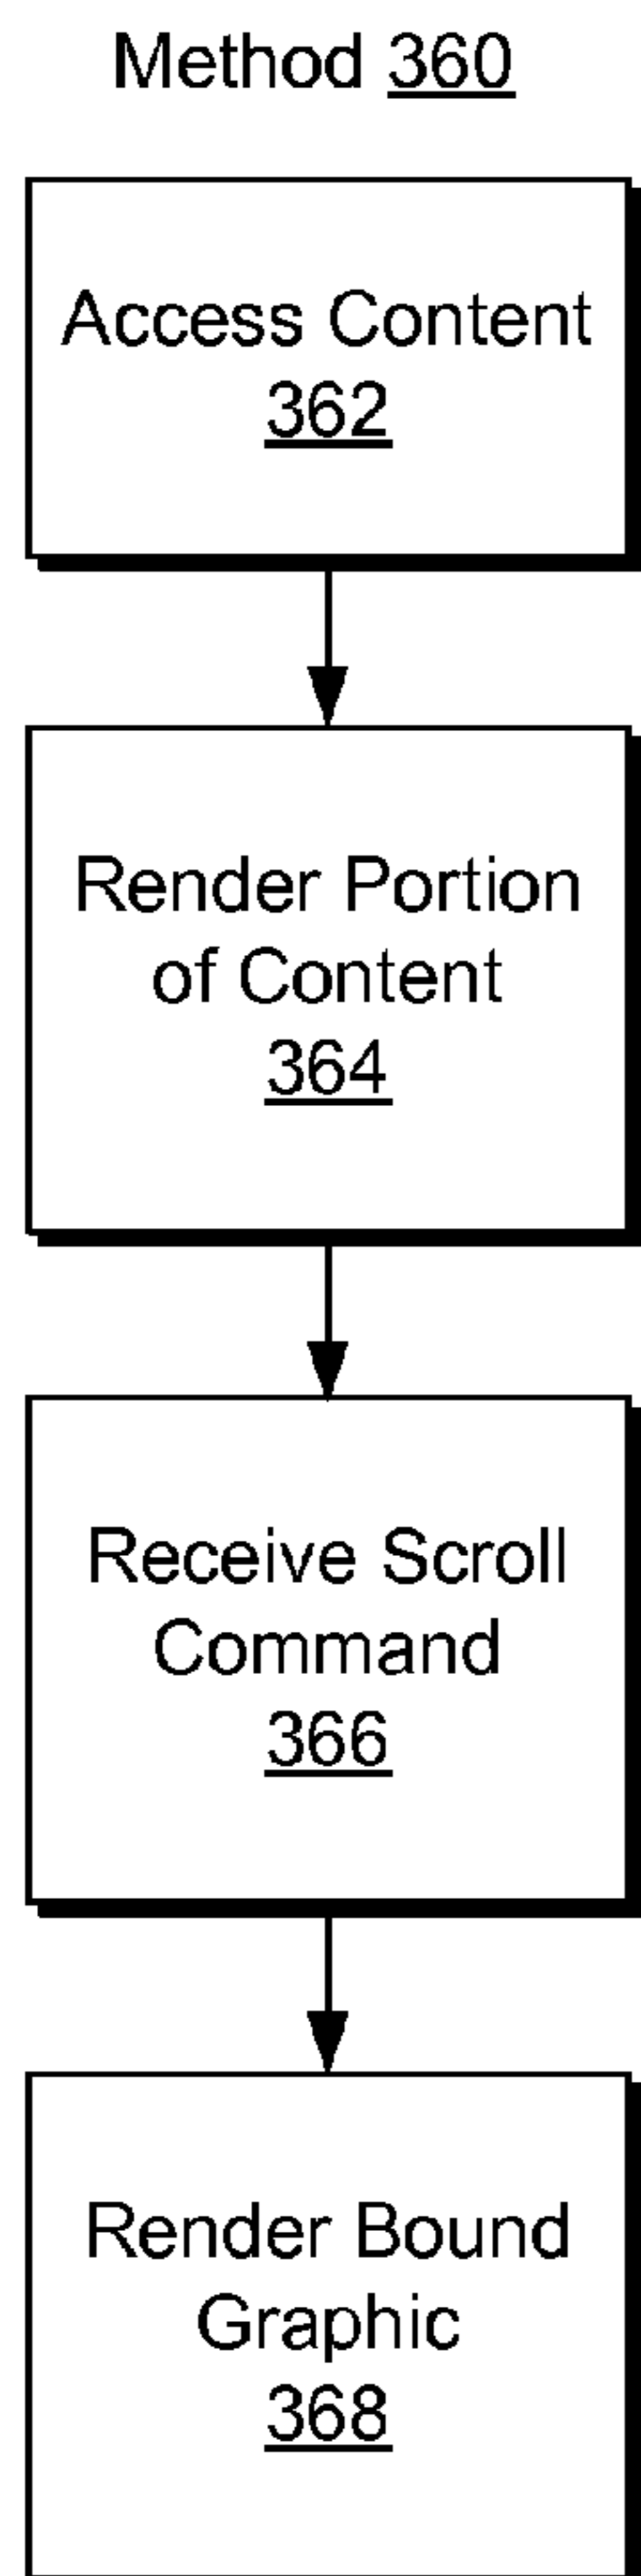 Method 360
Access Content
362
Render Portion
of Content
364
Receive Scroll
Command
366
Render Bound
Graphic
368